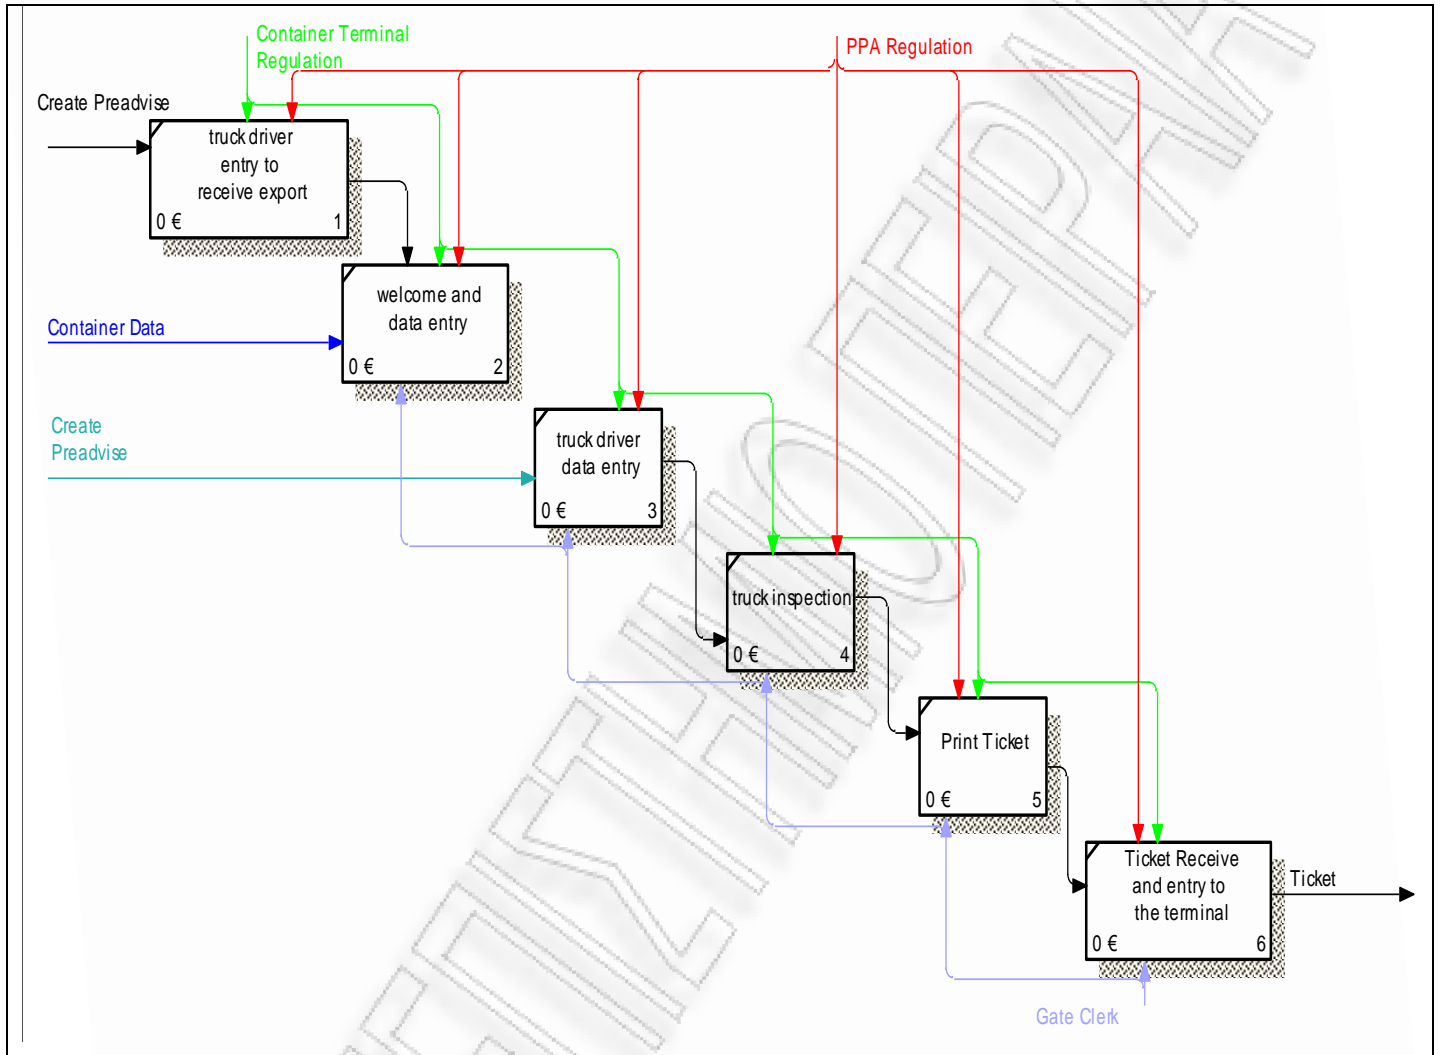 Container Terminal
Regulation
PPA Regulation
Create Preadvise
truck driver
entry to
receive export
0 €
1
welcome and
data entry
0 €
2
Container Data
Create
Preadvise
truck driver
data entry
0 €
3
truck inspection
0 €
4
Print Ticket
0 €
5
Ticket Receive
and entry to
the terminal
0 €
6
Ticket
Gate Clerk